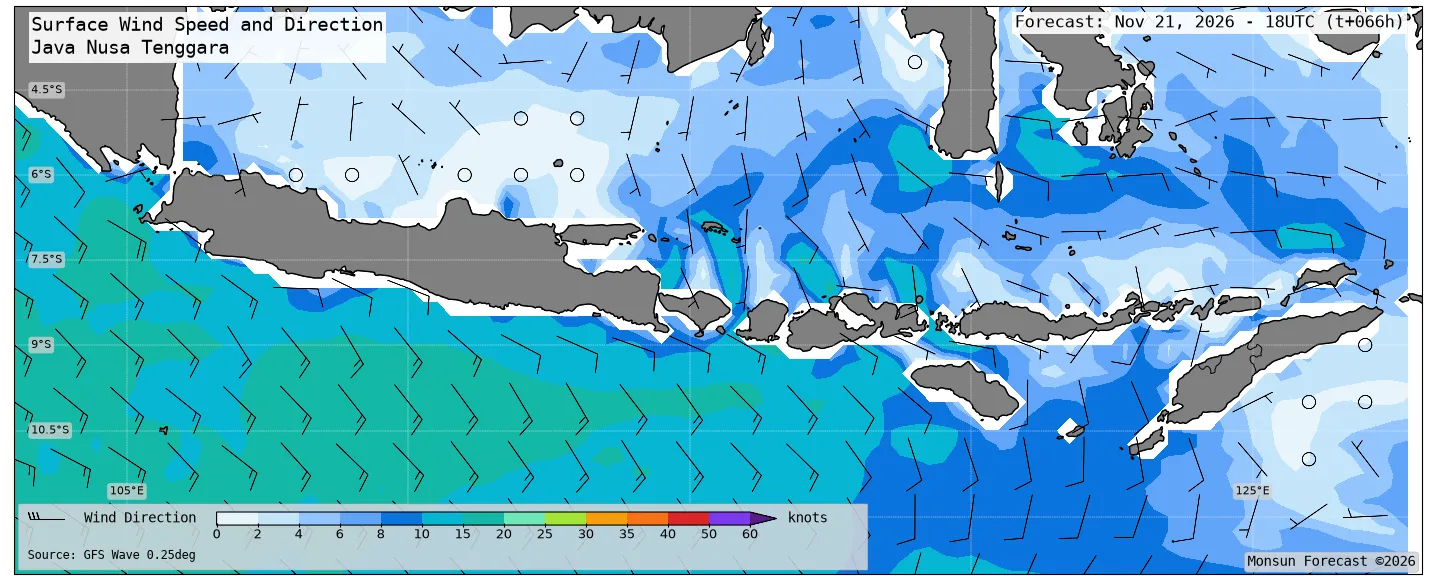 Surface Wind Speed and Direction
Java Nusa Tenggara
Forecast: Nov 21, 2026 - 18UTC (t+066h)
4.5°S
6°S
7.5°S
9°S
10.5°S
105°E
125°E
Wind Direction
0 2 4 6 8 10 15 20 25 30 35 40 50 60
knots
Source: GFS Wave 0.25deg
Monsun Forecast ©2026